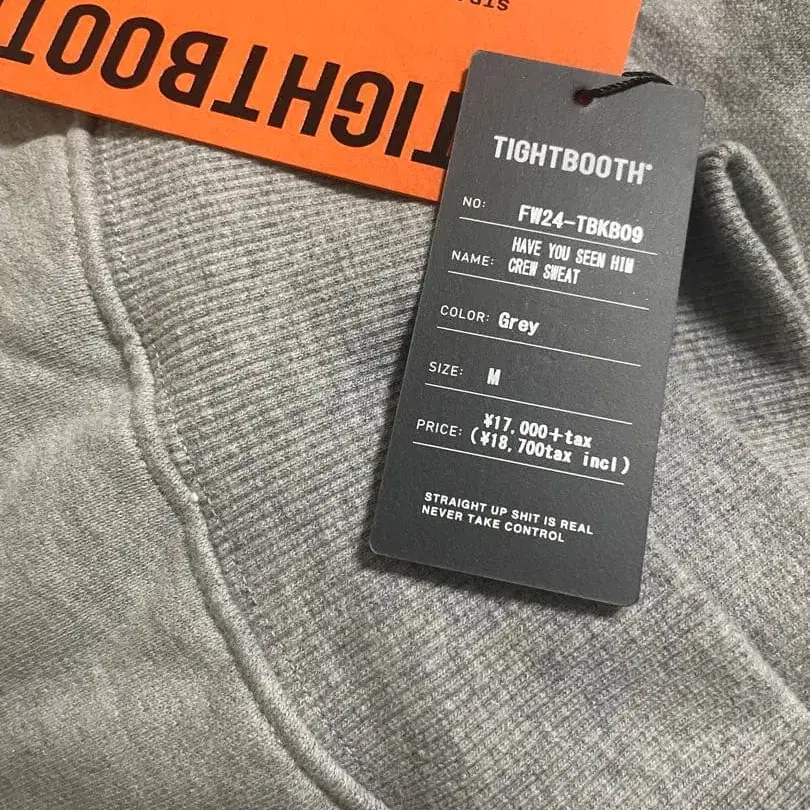 TIGHTBOOTH
TIGHTBOOTH®
NO: FW24-TBKB09
NAME: HAVE YOU SEEN HIM
CREW SWEAT
COLOR: Grey
SIZE: M
PRICE: ¥17,000+tax
(¥18,700tax incl)
STRAIGHT UP SHIT IS REAL
NEVER TAKE CONTROL